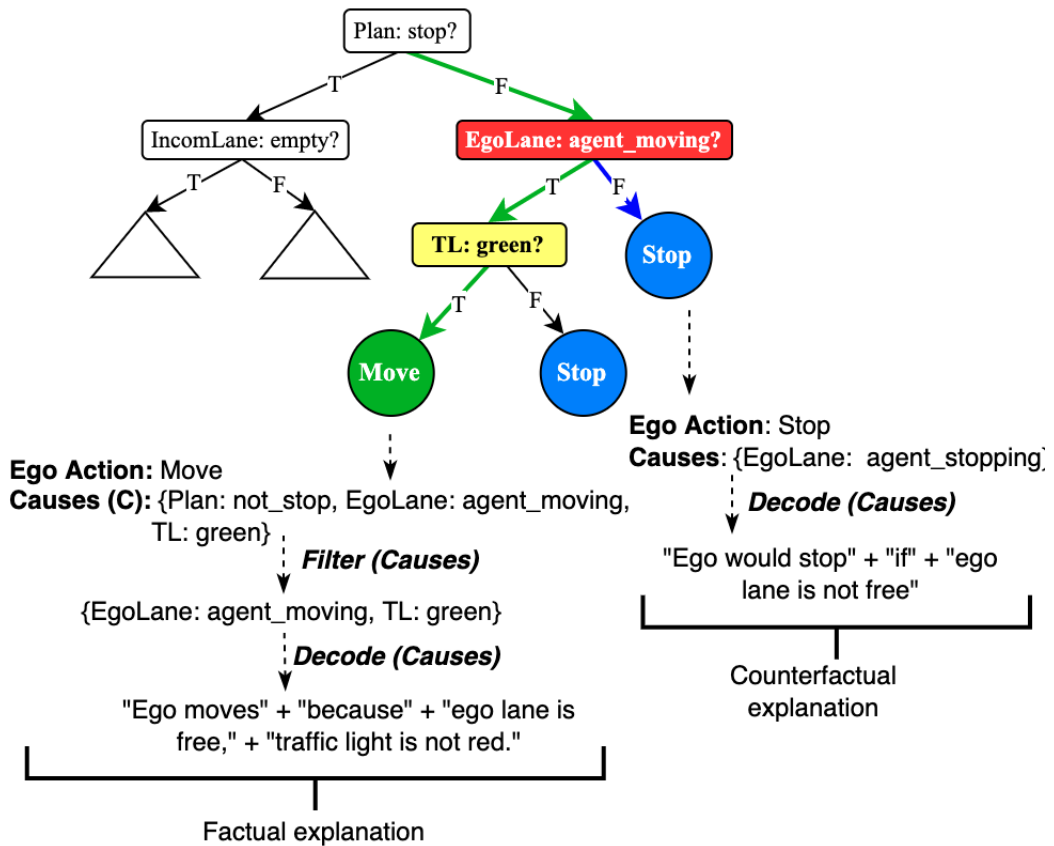 Plan: stop?
T
F
IncomLane: empty?
EgoLane: agent_moving?
T
F
T
F
TL: green?
Stop
T
F
Move
Stop
Ego Action: Move
Causes (C): {Plan: not_stop, EgoLane: agent_moving,
TL: green}
Filter (Causes)
{EgoLane: agent_moving, TL: green}
Decode (Causes)
"Ego moves" + "because" + "ego lane is
free," + "traffic light is not red."
Factual explanation
Ego Action: Stop
Causes: {EgoLane: agent_stopping}
Decode (Causes)
"Ego would stop" + "if" + "ego
lane is not free"
Counterfactual
explanation